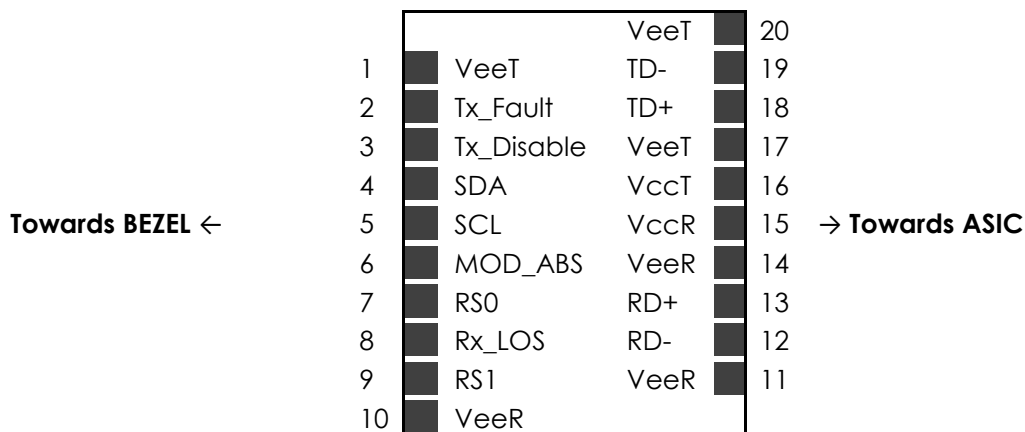 VeeT 20
1 VeeT TD- 19
2 Tx_Fault TD+ 18
3 Tx_Disable VeeT 17
4 SDA VccT 16
Towards BEZEL ← 5 SCL VccR 15 → Towards ASIC
6 MOD_ABS VeeR 14
7 RS0 RD+ 13
8 Rx_LOS RD- 12
9 RS1 VeeR 11
10 VeeR